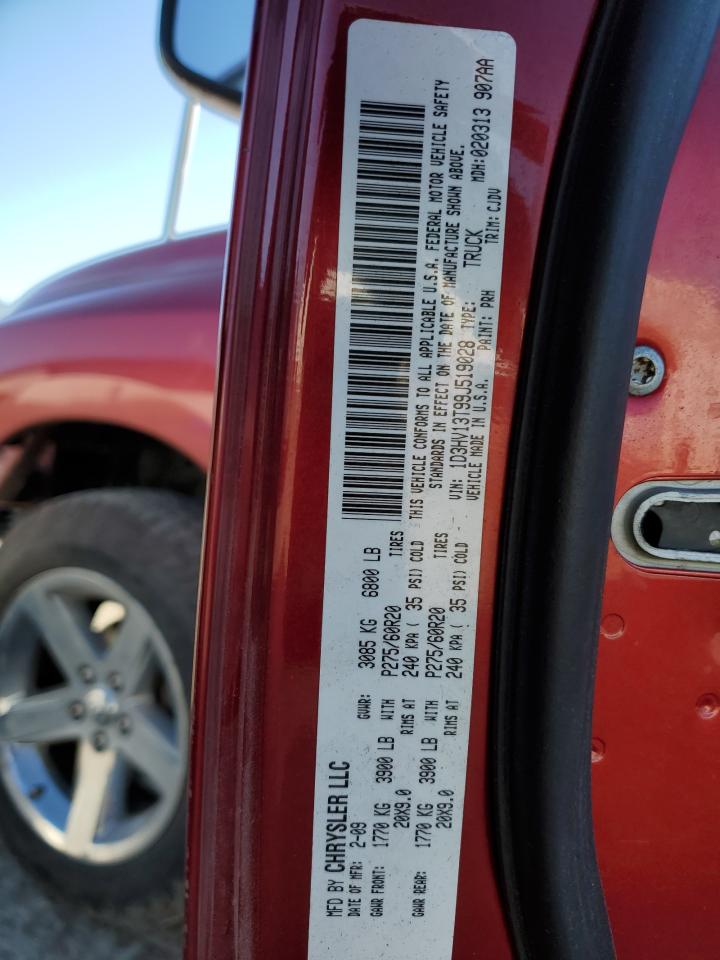 MFD BY CHRYSLER LLC
DATE OF MFR: 2-09 GVWR: 3085 KG 6800 LB
GAWR FRONT: 1770 KG 3900 LB WITH P275/60R20 TIRES
20X9.0 RIMS AT 240 KPA ( 35 PSI) COLD
GAWR REAR: 1770 KG 3900 LB WITH P275/60R20 TIRES
20X9.0 RIMS AT 240 KPA ( 35 PSI) COLD
THIS VEHICLE CONFORMS TO ALL APPLICABLE U.S.A. FEDERAL MOTOR VEHICLE SAFETY
STANDARDS IN EFFECT ON THE DATE OF MANUFACTURE SHOWN ABOVE.
VIN: 1D3HV13T99J519028 TYPE: TRUCK MDH: 020313 907AA
VEHICLE MADE IN U.S.A. PAINT: PRH TRIM: CJDV